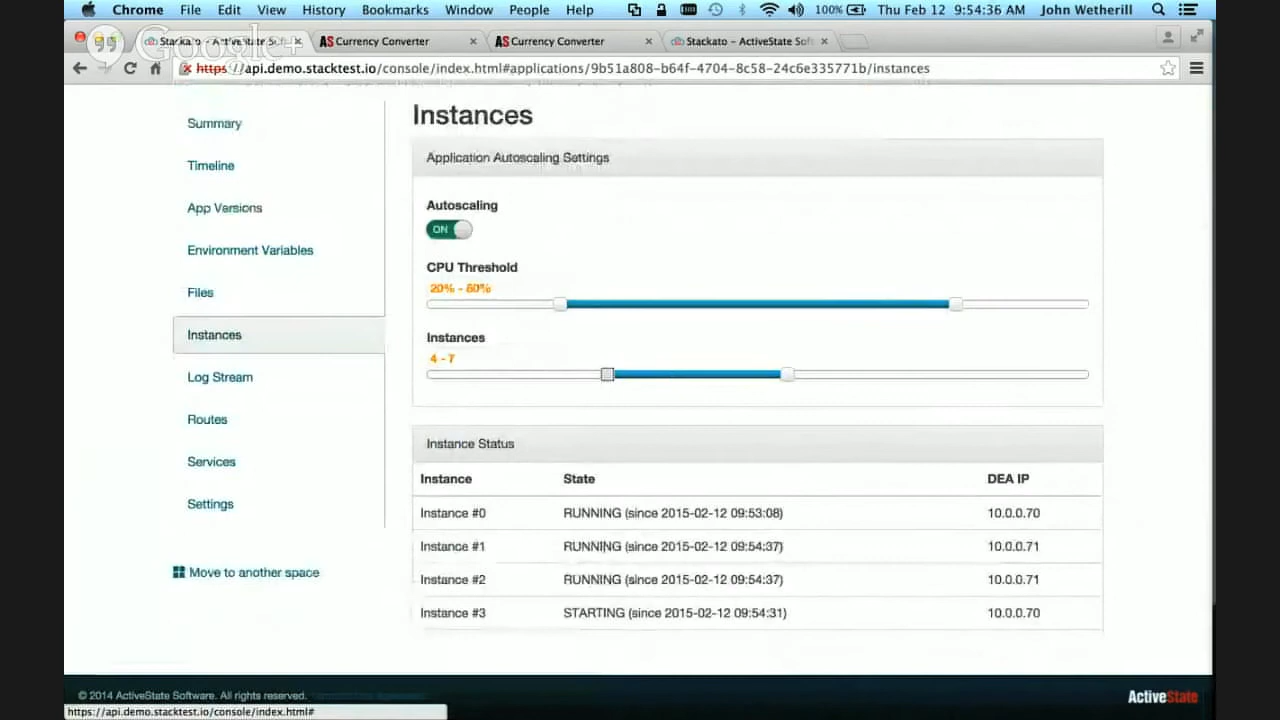 Chrome File Edit View History Bookmarks Window People Help 100% Thu Feb 12 9:54:36 AM John Wetherill
Google+
Stackato - ActiveState Sof
AS Currency Converter
AS Currency Converter
Stackato – ActiveState Soft
https://api.demo.stacktest.io/console/index.html#applications/9b51a808-b64f-4704-8c58-24c6e335771b/instances
Summary
Timeline
App Versions
Environment Variables
Files
Instances
Log Stream
Routes
Services
Settings
Move to another space
Instances
Application Autoscaling Settings
Autoscaling
ON
CPU Threshold
20% - 80%
Instances
4 - 7
Instance Status
Instance State DEA IP
Instance #0 RUNNING (since 2015-02-12 09:53:08) 10.0.0.70
Instance #1 RUNNING (since 2015-02-12 09:54:37) 10.0.0.71
Instance #2 RUNNING (since 2015-02-12 09:54:37) 10.0.0.71
Instance #3 STARTING (since 2015-02-12 09:54:31) 10.0.0.70
© 2014 ActiveState Software. All rights reserved.
ActiveState
https://api.demo.stacktest.io/console/index.html#